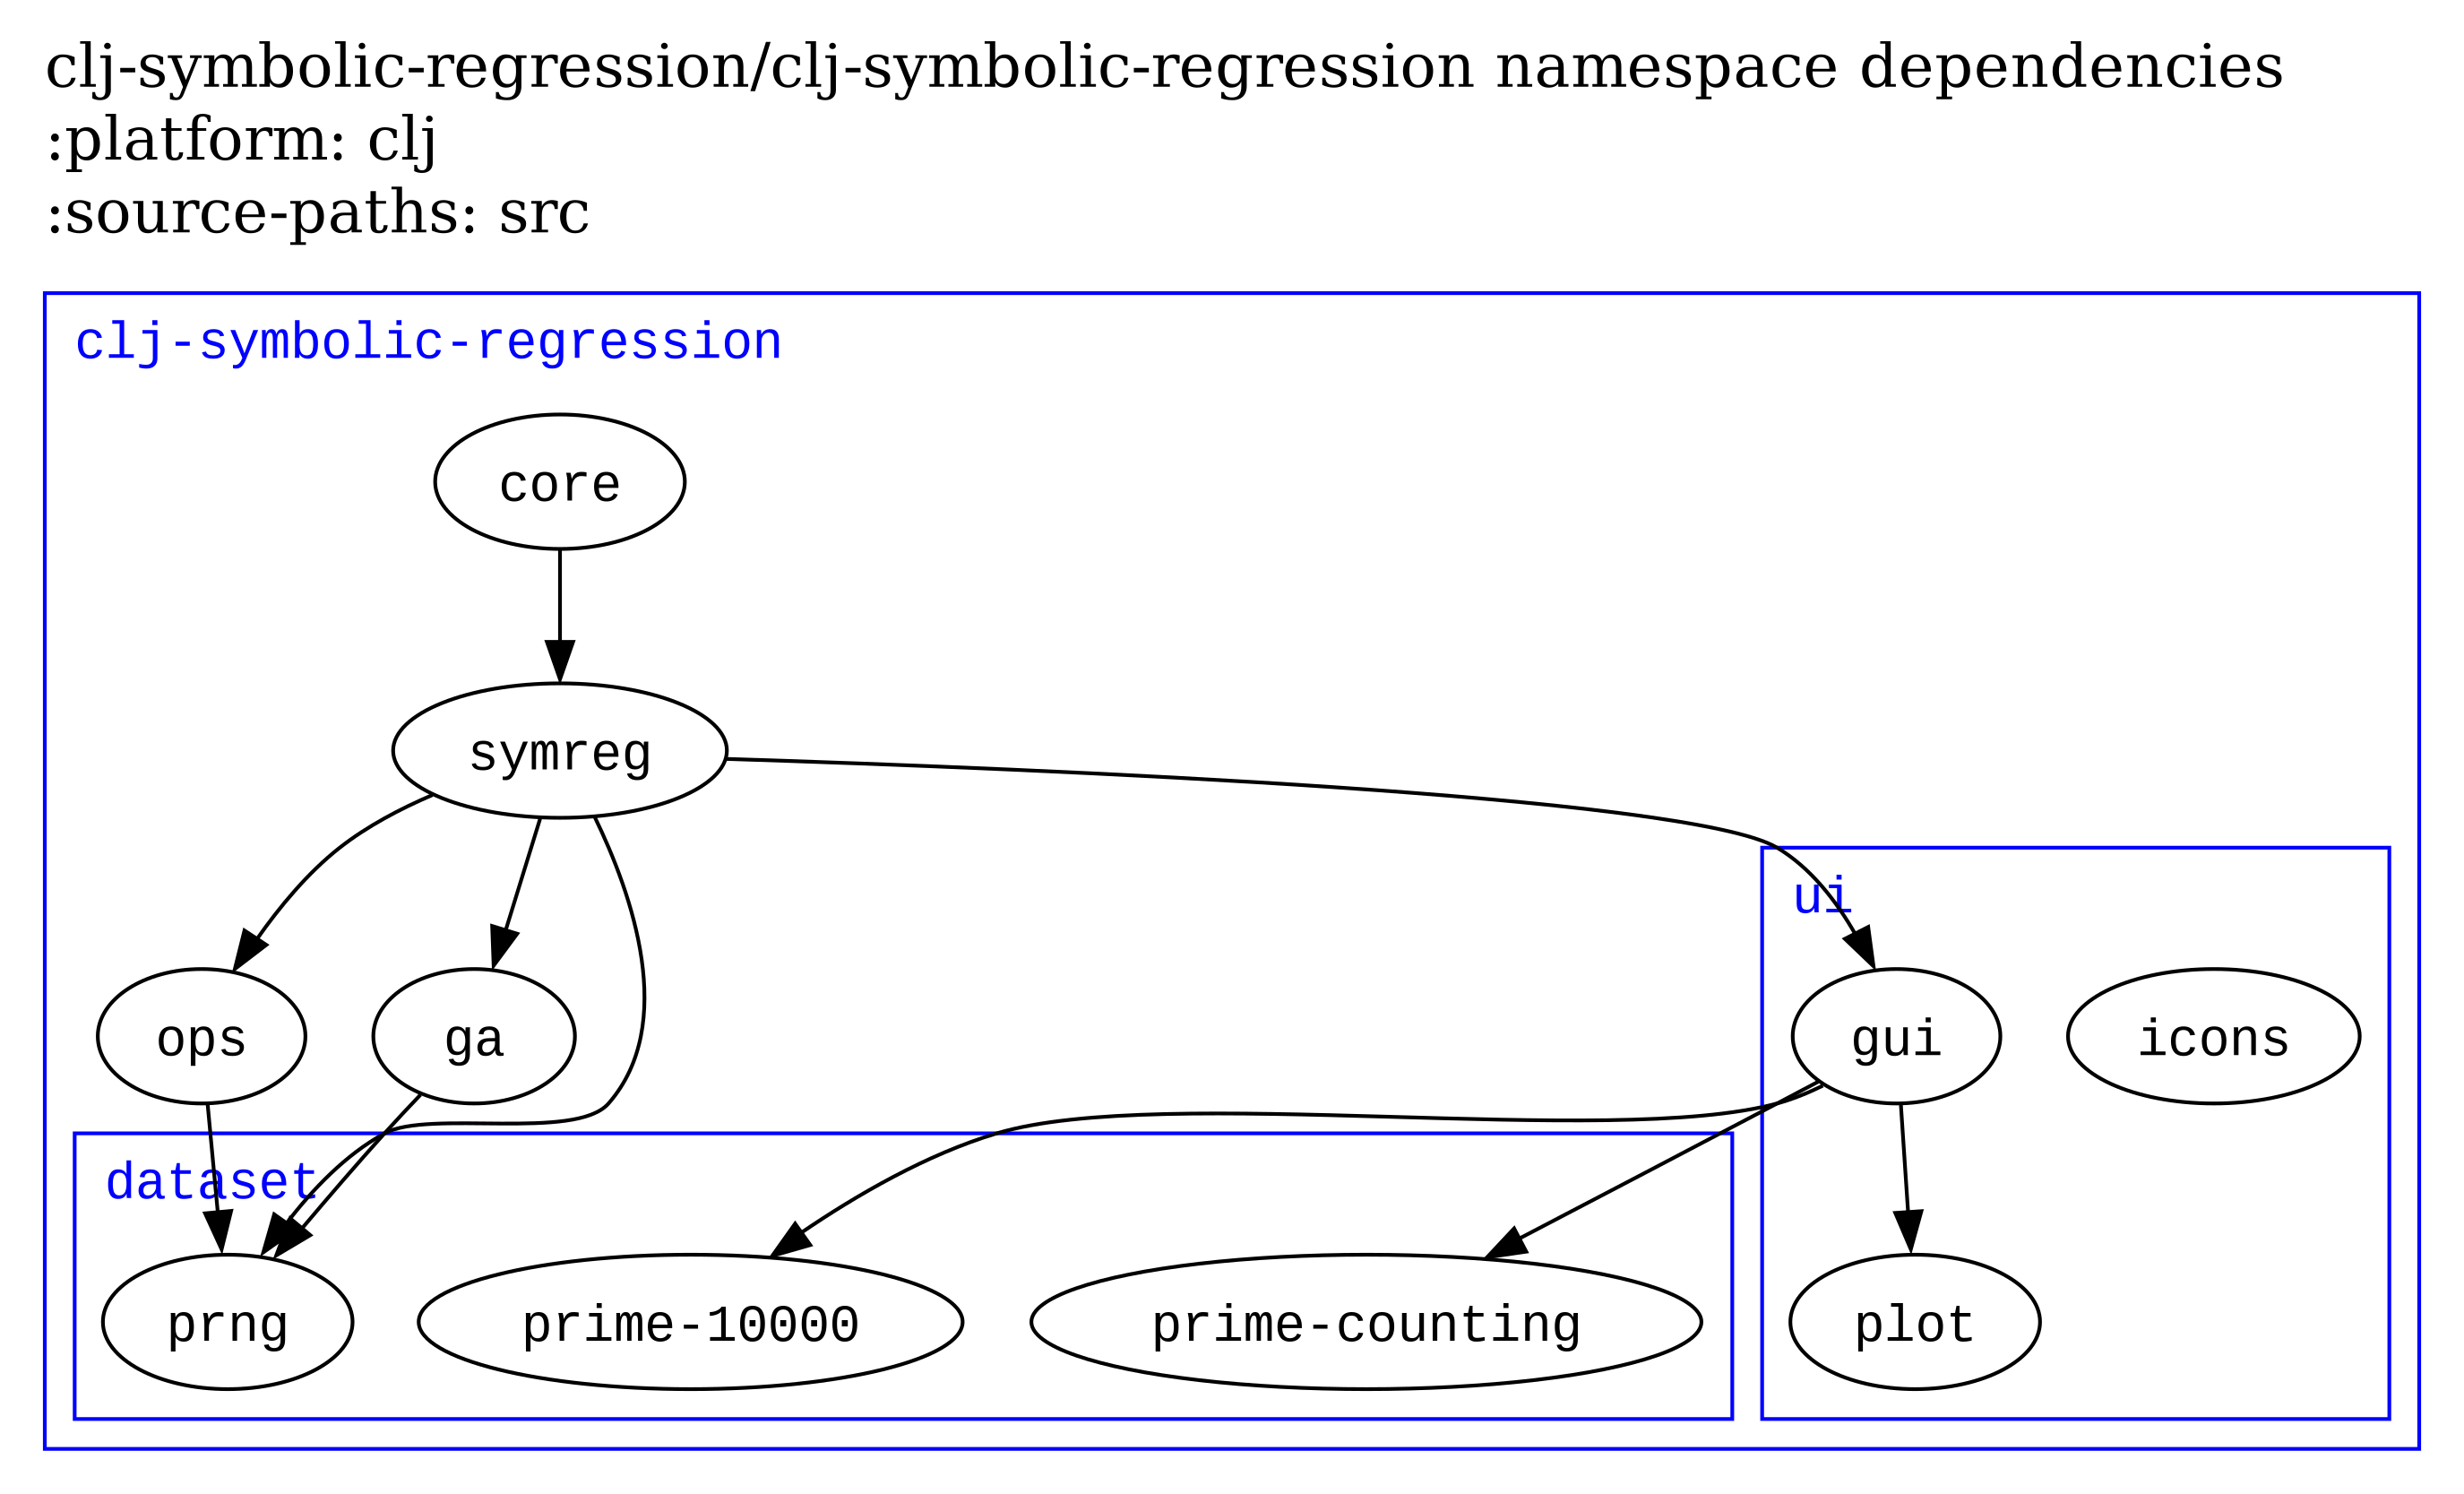 clj-symbolic-regression/clj-symbolic-regression namespace dependencies
:platform: clj
:source-paths: src
clj-symbolic-regression
core
symreg
ui
ops
ga
gui
icons
dataset
prng
prime-10000
prime-counting
plot